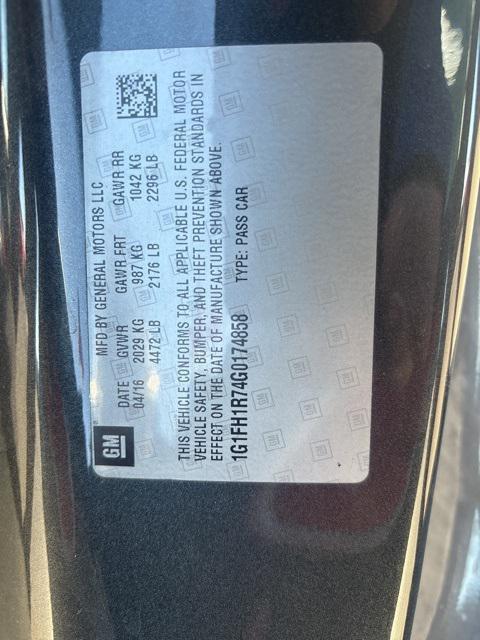 GM
MFD BY GENERAL MOTORS LLC
DATE GVWR GAWR FRT GAWR RR
04/16 2029 KG 987 KG 1042 KG
4472 LB 2176 LB 2296 LB
THIS VEHICLE CONFORMS TO ALL APPLICABLE U.S. FEDERAL MOTOR
VEHICLE SAFETY, BUMPER, AND THEFT PREVENTION STANDARDS IN
EFFECT ON THE DATE OF MANUFACTURE SHOWN ABOVE.
1G1FH1R74G0174858 TYPE: PASS CAR